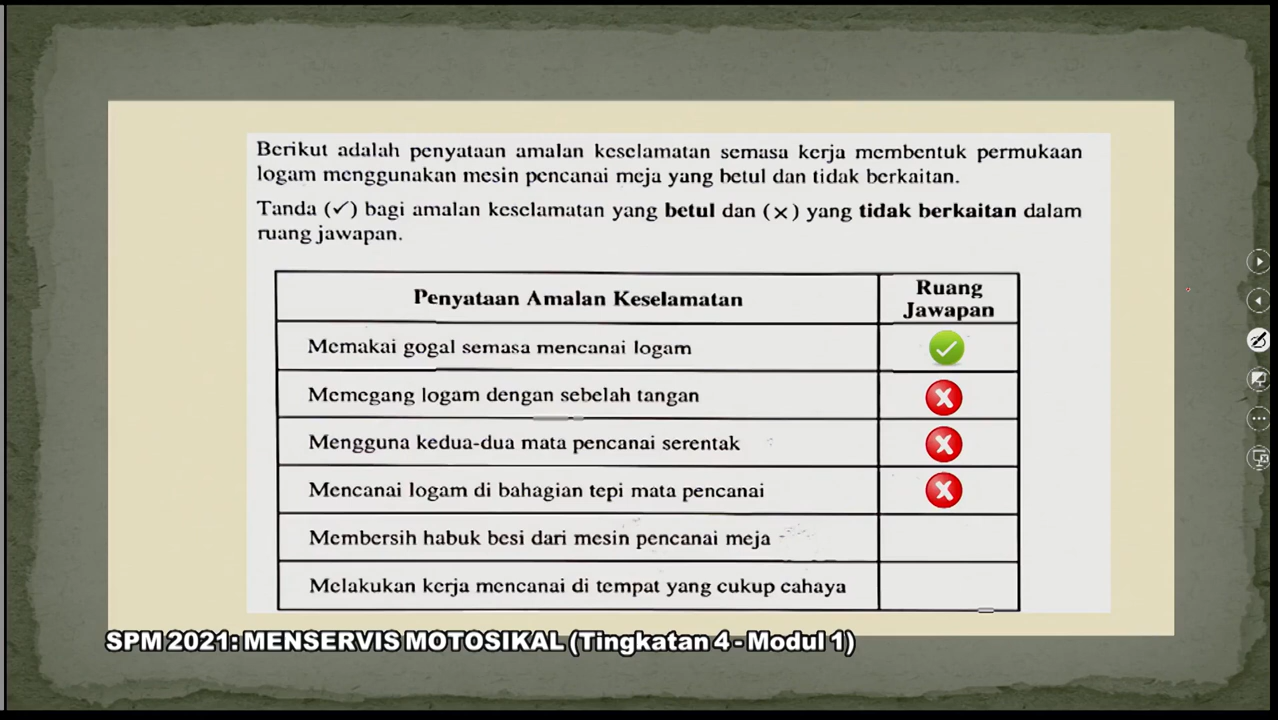 Berikut adalah penyataan amalan keselamatan semasa kerja membentuk permukaan
logam menggunakan mesin pencanai meja yang betul dan tidak berkaitan.
Tanda (✓) bagi amalan keselamatan yang betul dan (×) yang tidak berkaitan dalam
ruang jawapan.
Penyataan Amalan Keselamatan
Ruang
Jawapan
Memakai gogal semasa mencanai logam
Memegang logam dengan sebelah tangan
Mengguna kedua-dua mata pencanai serentak
Mencanai logam di bahagian tepi mata pencanai
Membersih habuk besi dari mesin pencanai meja
Melakukan kerja mencanai di tempat yang cukup cahaya
SPM 2021: MENSERVIS MOTOSIKAL (Tingkatan 4 - Modul 1)